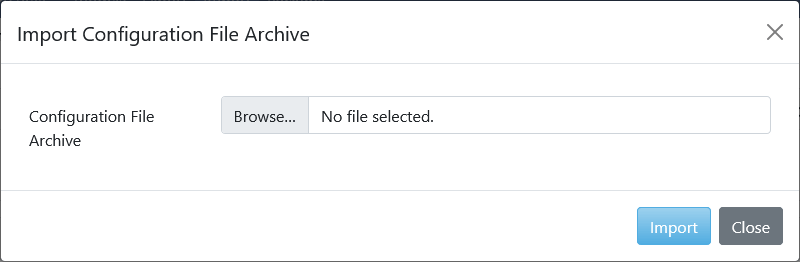 Import Configuration File Archive
Configuration File
Archive
Browse... No file selected.
Import Close